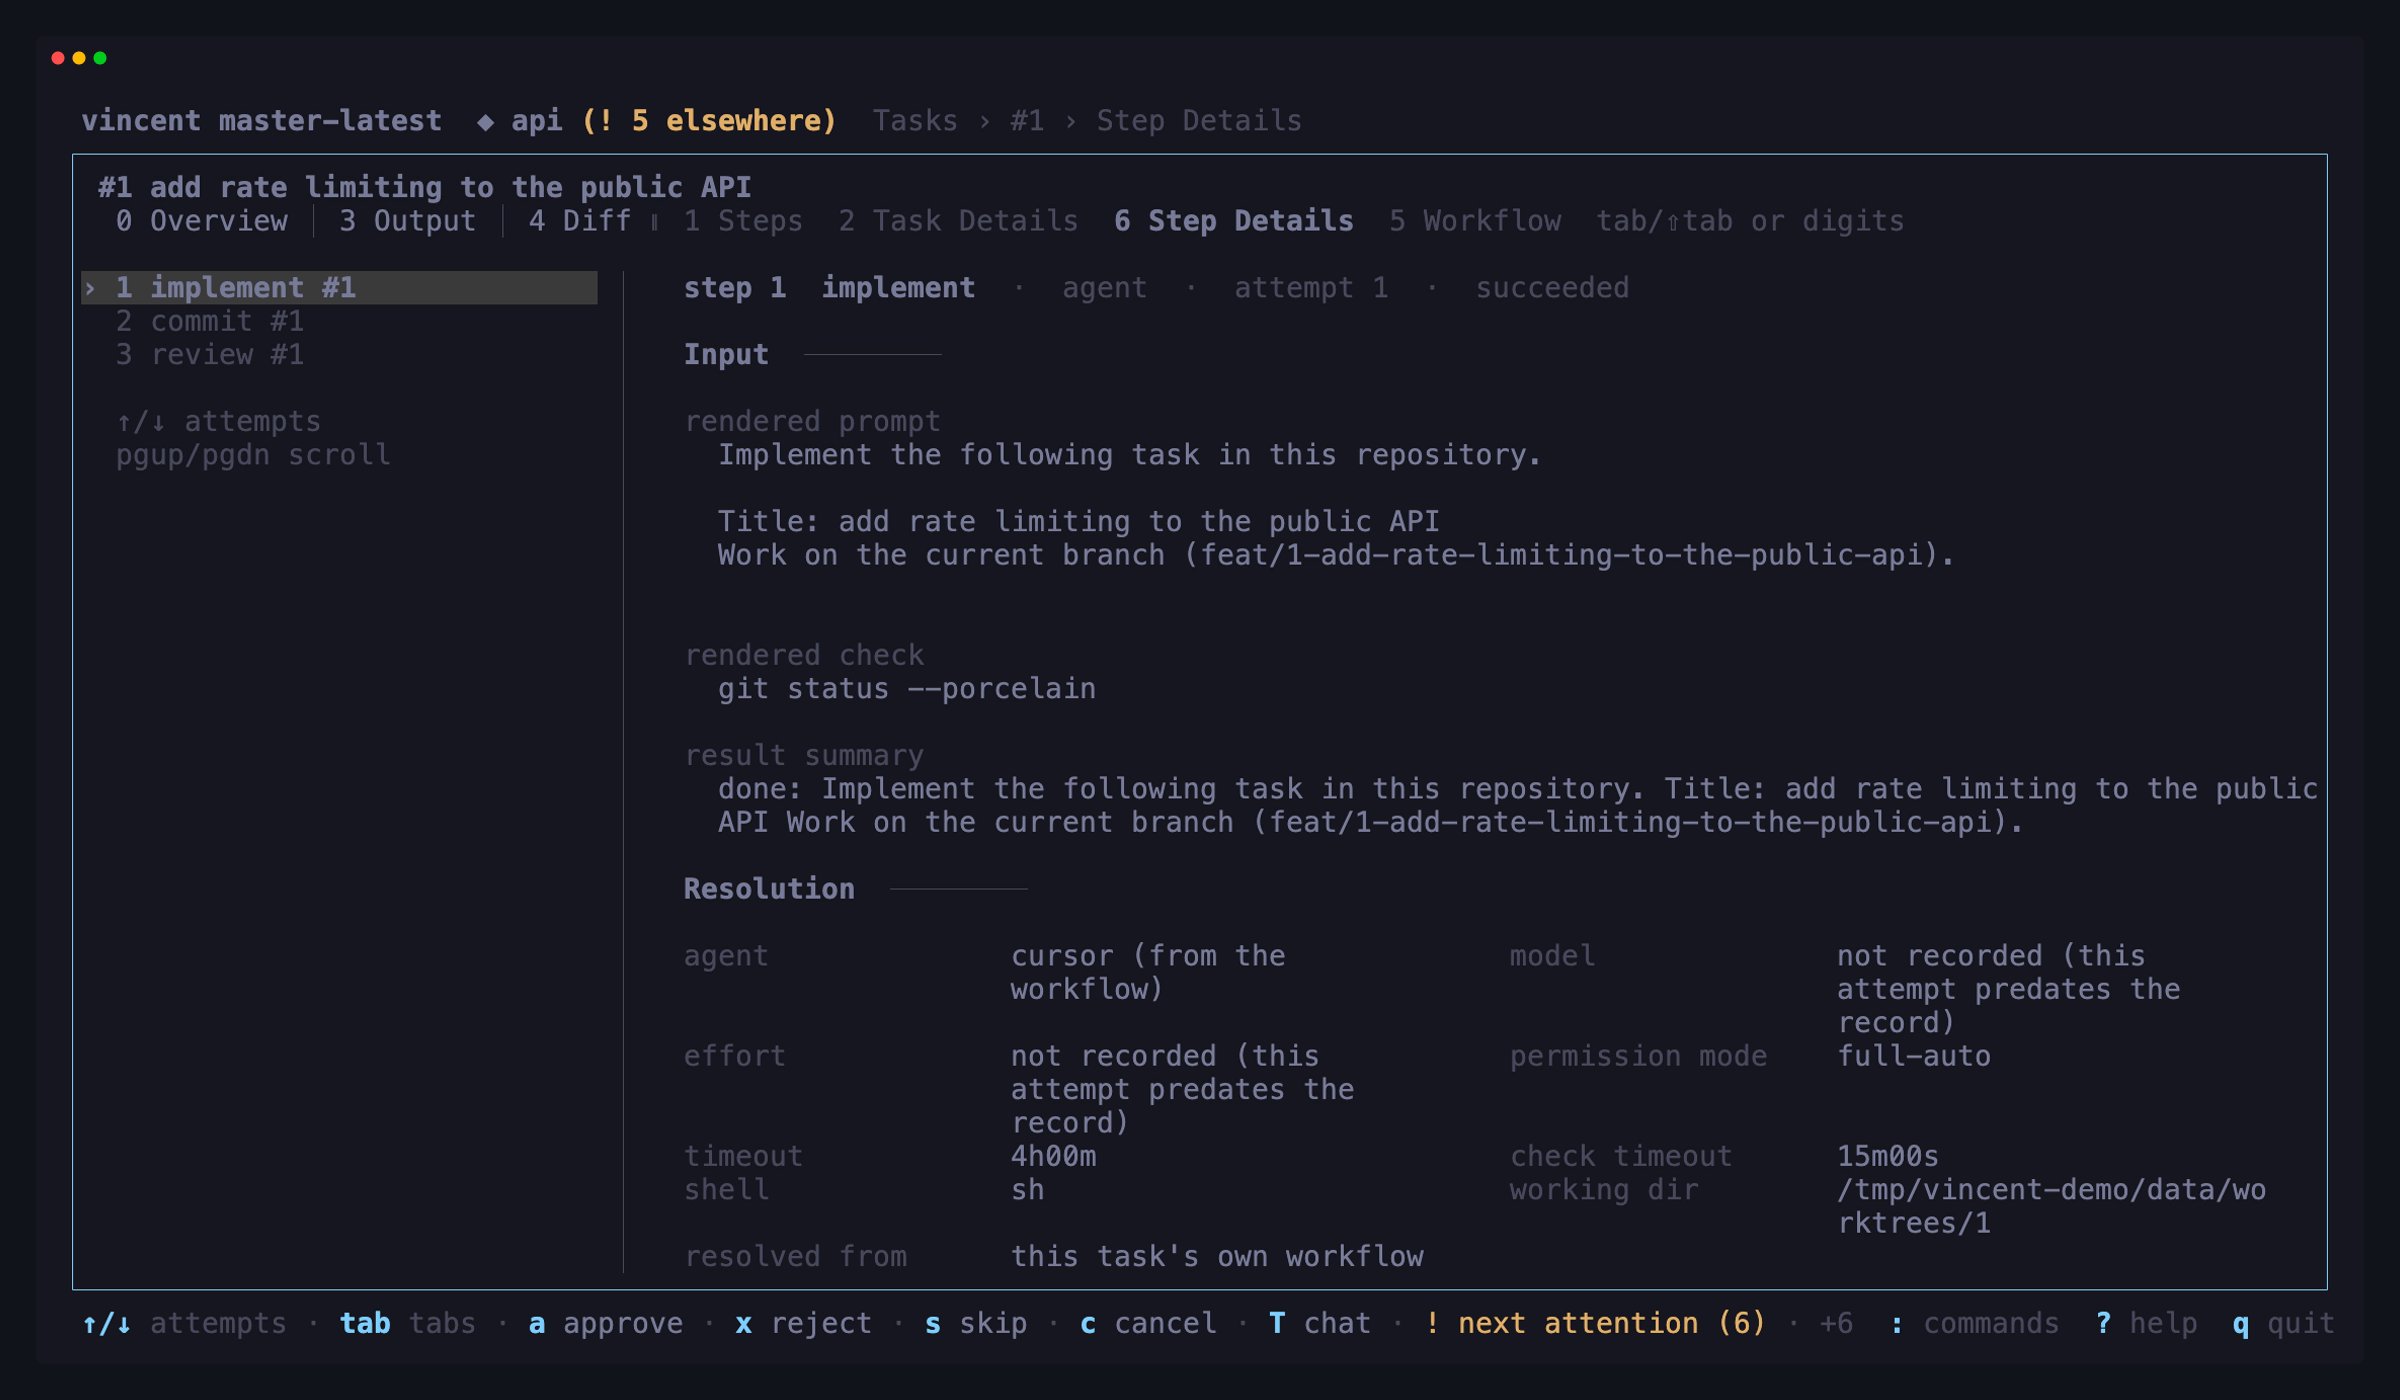 vincent master-latest ◆ api (! 5 elsewhere) Tasks › #1 › Step Details
#1 add rate limiting to the public API
0 Overview │ 3 Output │ 4 Diff ‖ 1 Steps 2 Task Details 6 Step Details 5 Workflow tab/⇧tab or digits
› 1 implement #1
2 commit #1
3 review #1
↑/↓ attempts
pgup/pgdn scroll
step 1 implement · agent · attempt 1 · succeeded
Input
rendered prompt
Implement the following task in this repository.
Title: add rate limiting to the public API
Work on the current branch (feat/1-add-rate-limiting-to-the-public-api).
rendered check
git status --porcelain
result summary
done: Implement the following task in this repository. Title: add rate limiting to the public
API Work on the current branch (feat/1-add-rate-limiting-to-the-public-api).
Resolution
agent cursor (from the model not recorded (this
workflow) attempt predates the
record)
effort not recorded (this permission mode full-auto
attempt predates the
record)
timeout 4h00m check timeout 15m00s
shell sh working dir /tmp/vincent-demo/data/wo
rktrees/1
resolved from this task's own workflow
↑/↓ attempts · tab tabs · a approve · x reject · s skip · c cancel · T chat · ! next attention (6) · +6 : commands ? help q quit